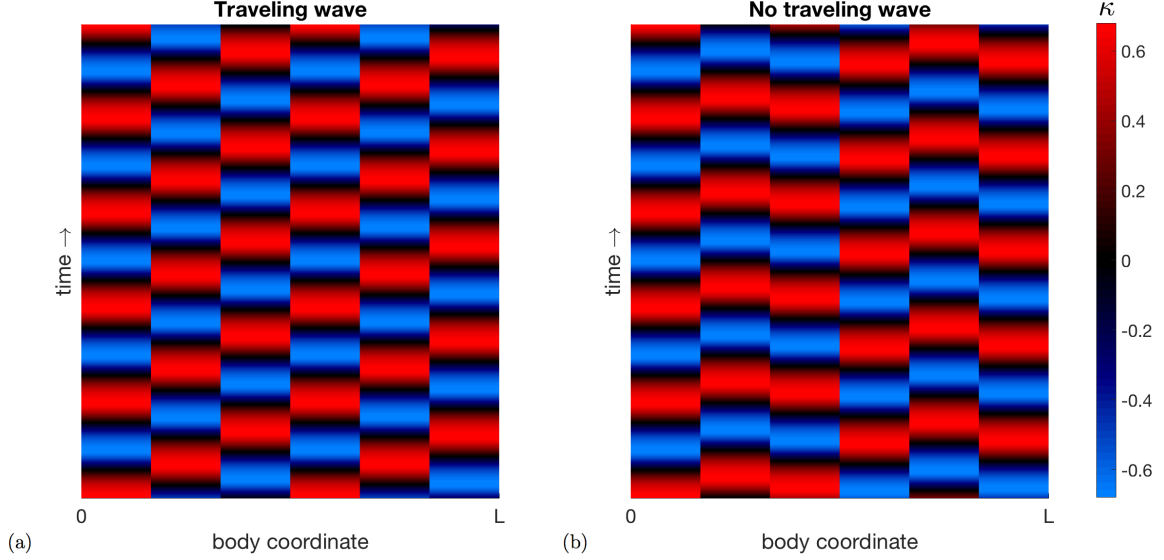 Traveling wave
No traveling wave
κ
time →
time →
0.6
0.4
0.2
0
-0.2
-0.4
-0.6
0
L
0
L
(a)
body coordinate
(b)
body coordinate